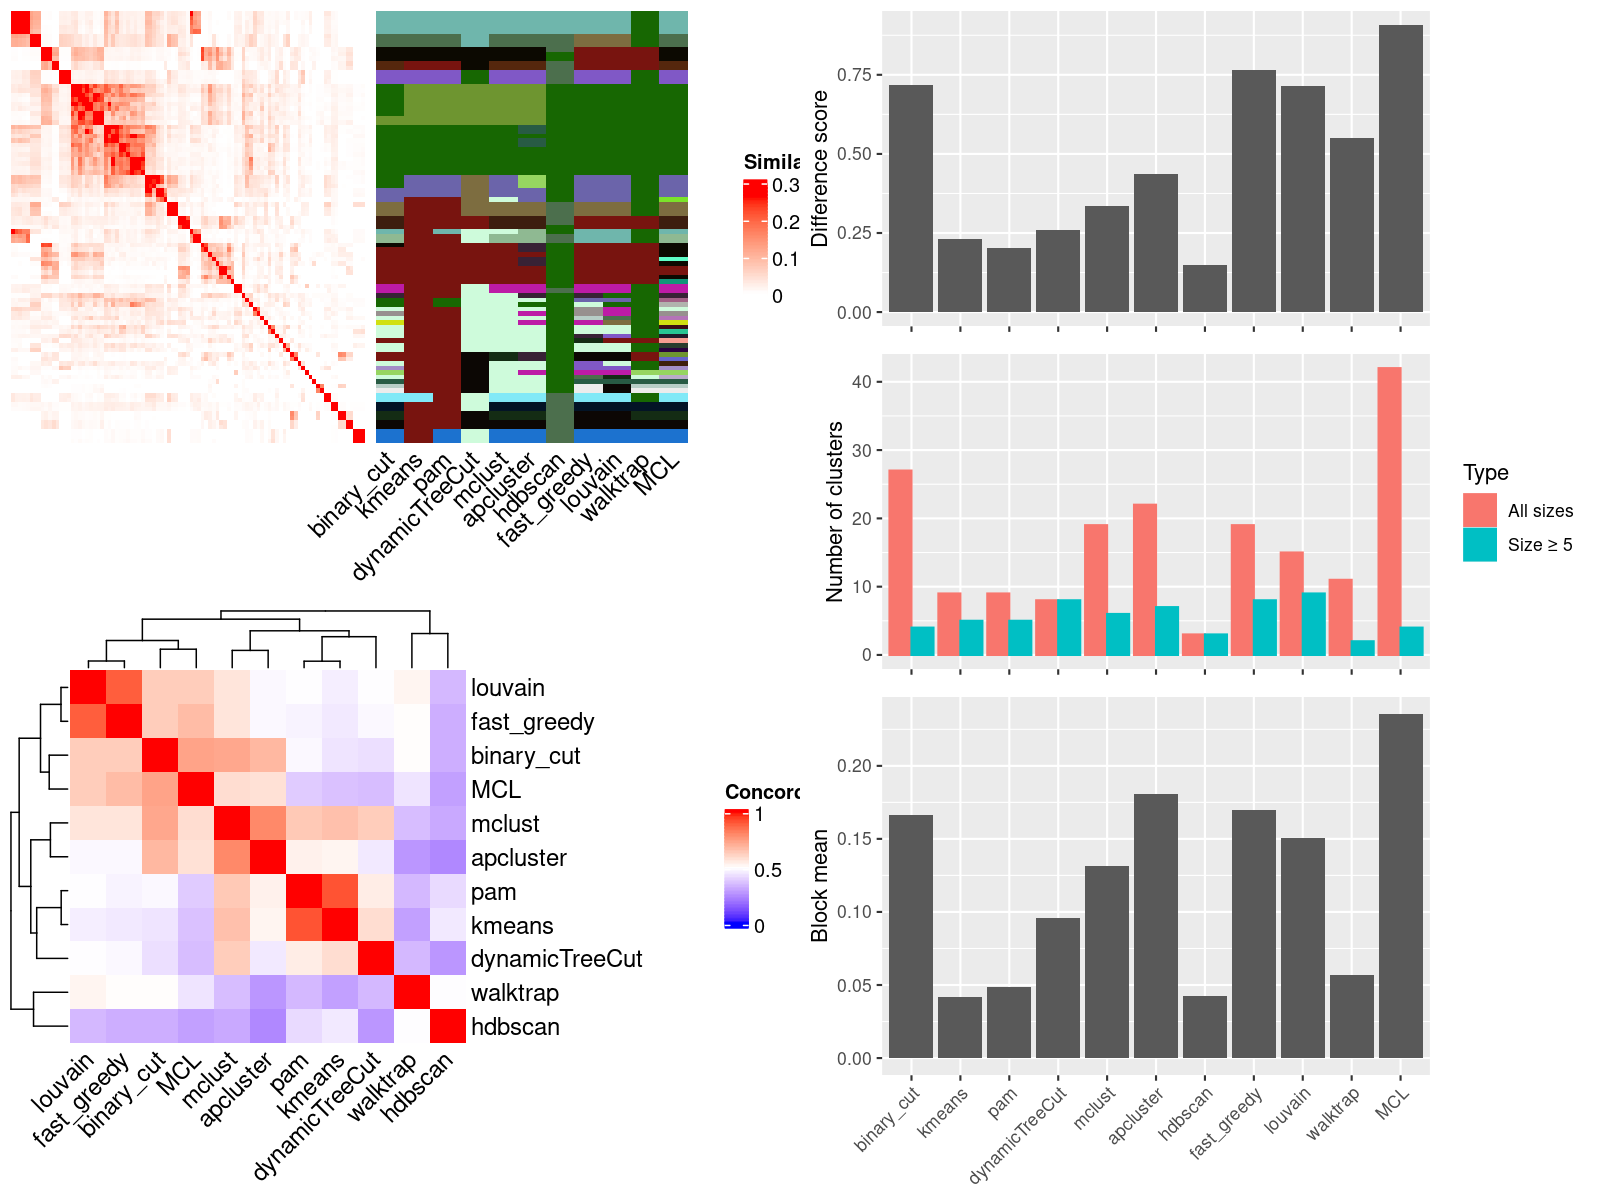 Simila
0.3
0.2
0.1
0
binary_cut
kmeans
pam
dynamicTreeCut
mclust
apcluster
hdbscan
fast_greedy
louvain
walktrap
MCL
louvain
fast_greedy
binary_cut
MCL
mclust
apcluster
pam
kmeans
dynamicTreeCut
walktrap
hdbscan
louvain
fast_greedy
binary_cut
MCL
mclust
apcluster
pam
kmeans
dynamicTreeCut
walktrap
hdbscan
Concorc
1
0.5
0
Difference score
0.75
0.50
0.25
0.00
Number of clusters
40
30
20
10
0
Type
All sizes
Size ≥ 5
Block mean
0.20
0.15
0.10
0.05
0.00
binary_cut
kmeans
pam
dynamicTreeCut
mclust
apcluster
hdbscan
fast_greedy
louvain
walktrap
MCL